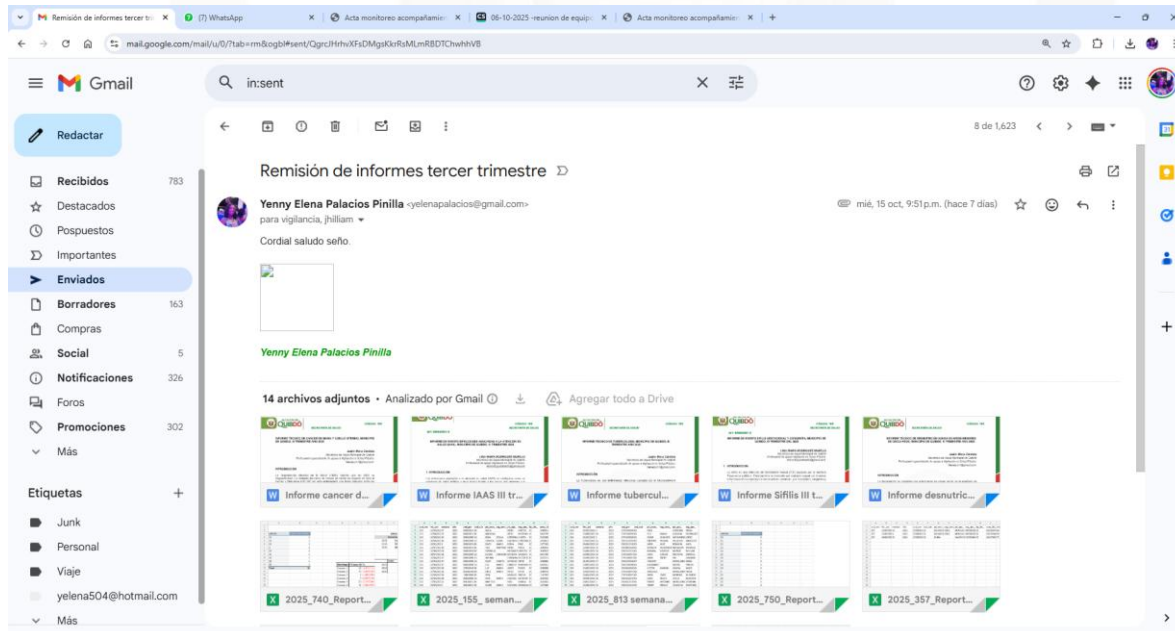 Remisión de informes tercer tri
(7) WhatsApp
Acta monitoreo acompañamier
06-10-2025 -reunion de equipo
Acta monitoreo acompañamier
mail.google.com/mail/u/0/?tab=rm&ogbl#sent/QgrcJHrhvXFsDMgsKkrRsMLmRBDTChwhhVB
Gmail
in:sent
Redactar
8 de 1,623
Recibidos 783
Destacados
Pospuestos
Importantes
Enviados
Borradores 163
Compras
Social 5
Notificaciones 326
Foros
Promociones 302
Más
Etiquetas
Junk
Personal
Viaje
yelena504@hotmail.com
Más
Remisión de informes tercer trimestre
Yenny Elena Palacios Pinilla <yelenapalacios@gmail.com>
mié, 15 oct, 9:51 p.m. (hace 7 días)
para vigilancia, jhilliam
Cordial saludo seño.
Yenny Elena Palacios Pinilla
14 archivos adjuntos • Analizado por Gmail
Agregar todo a Drive
Informe cancer d...
Informe IAAS III tr...
Informe tubercul...
Informe Sifilis III t...
Informe desnutric...
2025_740_Report...
2025_155_ seman...
2025_813 semana...
2025_750_Report...
2025_357_Report...